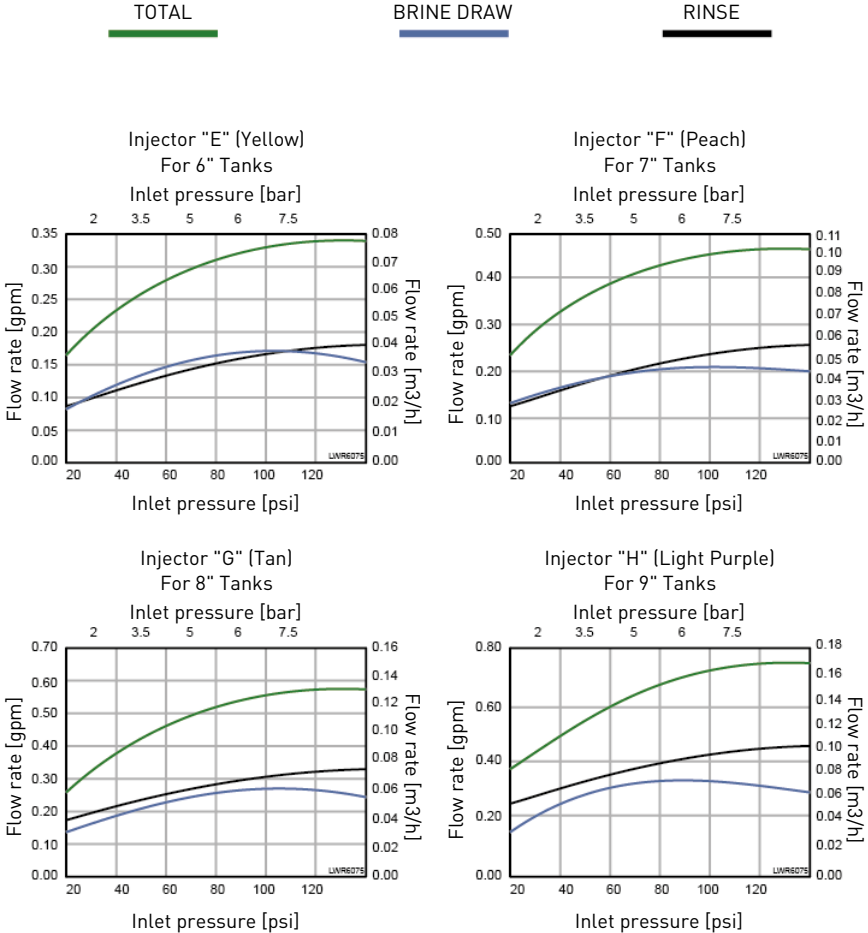 TOTAL BRINE DRAW RINSE
Injector "E" (Yellow)
For 6" Tanks
Inlet pressure [bar]
2 3.5 5 6 7.5
Flow rate [gpm]
0.35
0.30
0.25
0.20
0.15
0.10
0.05
0.00
0.08
0.07
0.06
0.05
0.04
0.03
0.02
0.01
0.00
Flow rate [m3/h]
LWR6075
20 40 60 80 100 120
Inlet pressure [psi]
Injector "F" (Peach)
For 7" Tanks
Inlet pressure [bar]
2 3.5 5 6 7.5
Flow rate [gpm]
0.50
0.40
0.30
0.20
0.10
0.00
0.11
0.10
0.09
0.08
0.07
0.06
0.05
0.04
0.03
0.02
0.01
0.00
Flow rate [m3/h]
LWR6075
20 40 60 80 100 120
Inlet pressure [psi]
Injector "G" (Tan)
For 8" Tanks
Inlet pressure [bar]
2 3.5 5 6 7.5
Flow rate [gpm]
0.70
0.60
0.50
0.40
0.30
0.20
0.10
0.00
0.16
0.14
0.12
0.10
0.08
0.06
0.04
0.02
0.00
Flow rate [m3/h]
LWR6075
20 40 60 80 100 120
Inlet pressure [psi]
Injector "H" (Light Purple)
For 9" Tanks
Inlet pressure [bar]
2 3.5 5 6 7.5
Flow rate [gpm]
0.80
0.60
0.40
0.20
0.00
0.18
0.16
0.14
0.12
0.10
0.08
0.06
0.04
0.02
0.00
Flow rate [m3/h]
LWR6075
20 40 60 80 100 120
Inlet pressure [psi]